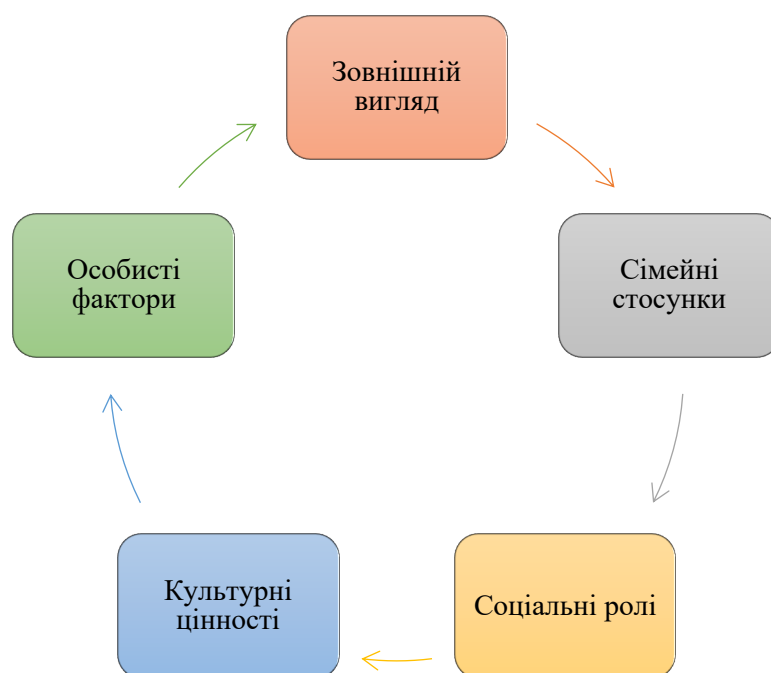 Зовнішній
вигляд
Сімейні
стосунки
Соціальні ролі
Культурні
цінності
Особисті
фактори